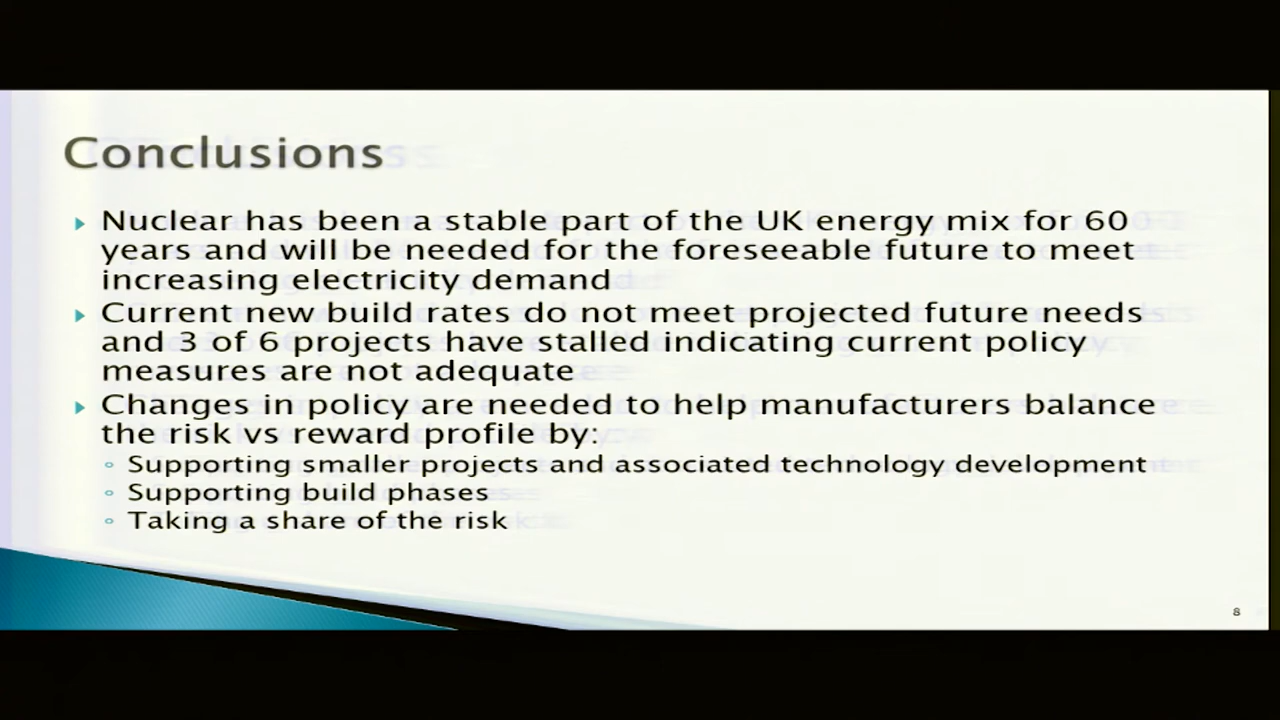 Conclusions
Nuclear has been a stable part of the UK energy mix for 60
years and will be needed for the foreseeable future to meet
increasing electricity demand
Current new build rates do not meet projected future needs
and 3 of 6 projects have stalled indicating current policy
measures are not adequate
Changes in policy are needed to help manufacturers balance
the risk vs reward profile by:
Supporting smaller projects and associated technology development
Supporting build phases
Taking a share of the risk
8